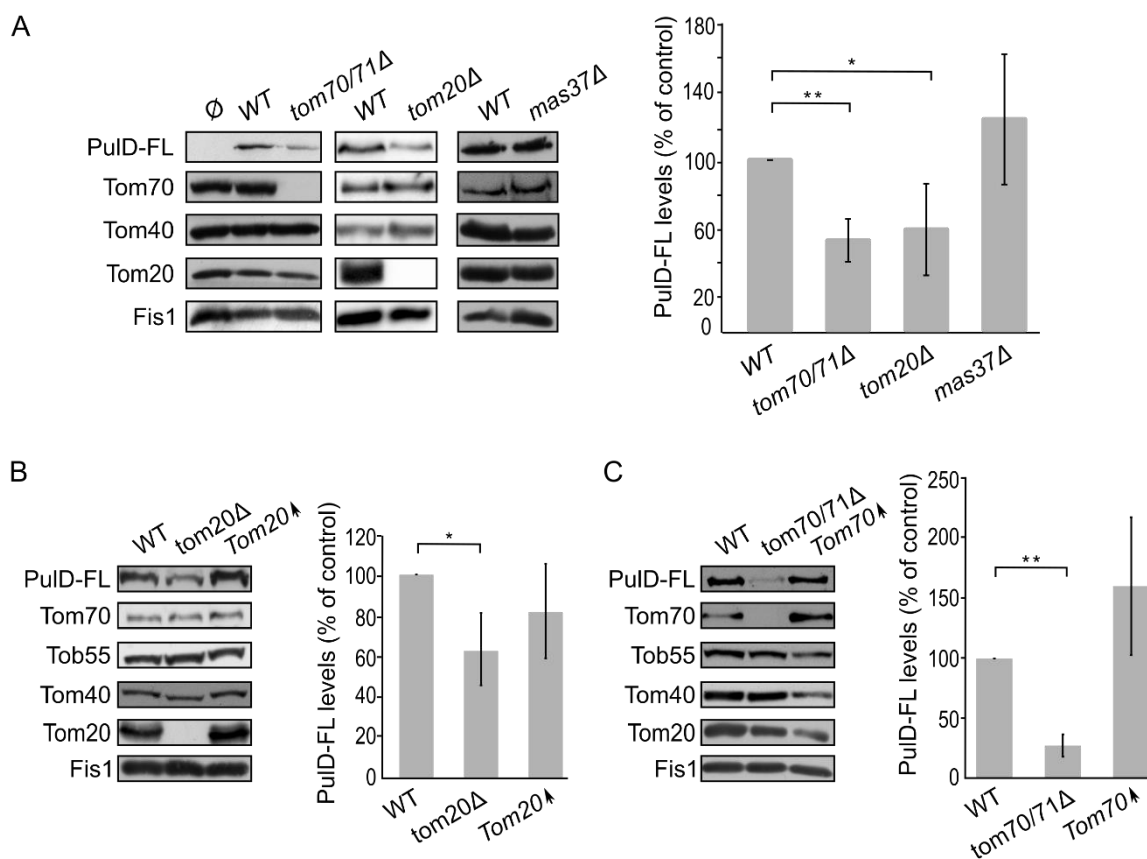 A
Ø WT tom70/71Δ WT tom20Δ WT mas37Δ
PulD-FL
Tom70
Tom40
Tom20
Fis1
PulD-FL levels (% of control)
180
140
100
60
20
0
*
**
WT tom70/71Δ tom20Δ mas37Δ
B
WT tom20Δ Tom20↑
PulD-FL
Tom70
Tob55
Tom40
Tom20
Fis1
PulD-FL levels (% of control)
120
100
80
60
40
20
0
*
WT tom20Δ Tom20↑
C
WT tom70/71Δ Tom70↑
PulD-FL
Tom70
Tob55
Tom40
Tom20
Fis1
PulD-FL levels (% of control)
250
200
150
100
50
0
**
WT tom70/71Δ Tom70↑